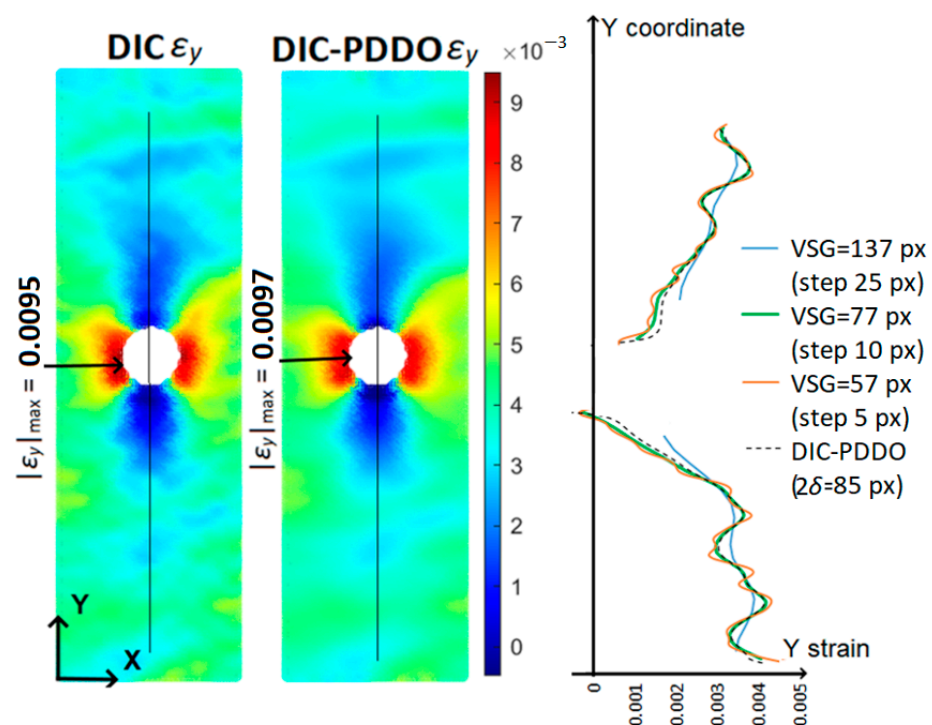 DIC εy
DIC-PDDO εy
×10⁻³
9
8
7
6
5
4
3
2
1
0
|εy|max = 0.0095
|εy|max = 0.0097
Y
X
Y coordinate
VSG=137 px
(step 25 px)
VSG=77 px
(step 10 px)
VSG=57 px
(step 5 px)
DIC-PDDO
(2δ=85 px)
Y strain
0
0.001
0.002
0.003
0.004
0.005